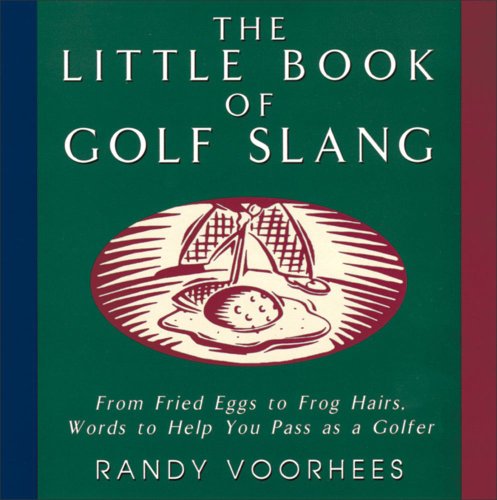 THE
LITTLE BOOK
OF
GOLF SLANG
From Fried Eggs to Frog Hairs,
Words to Help You Pass as a Golfer
RANDY VOORHEES